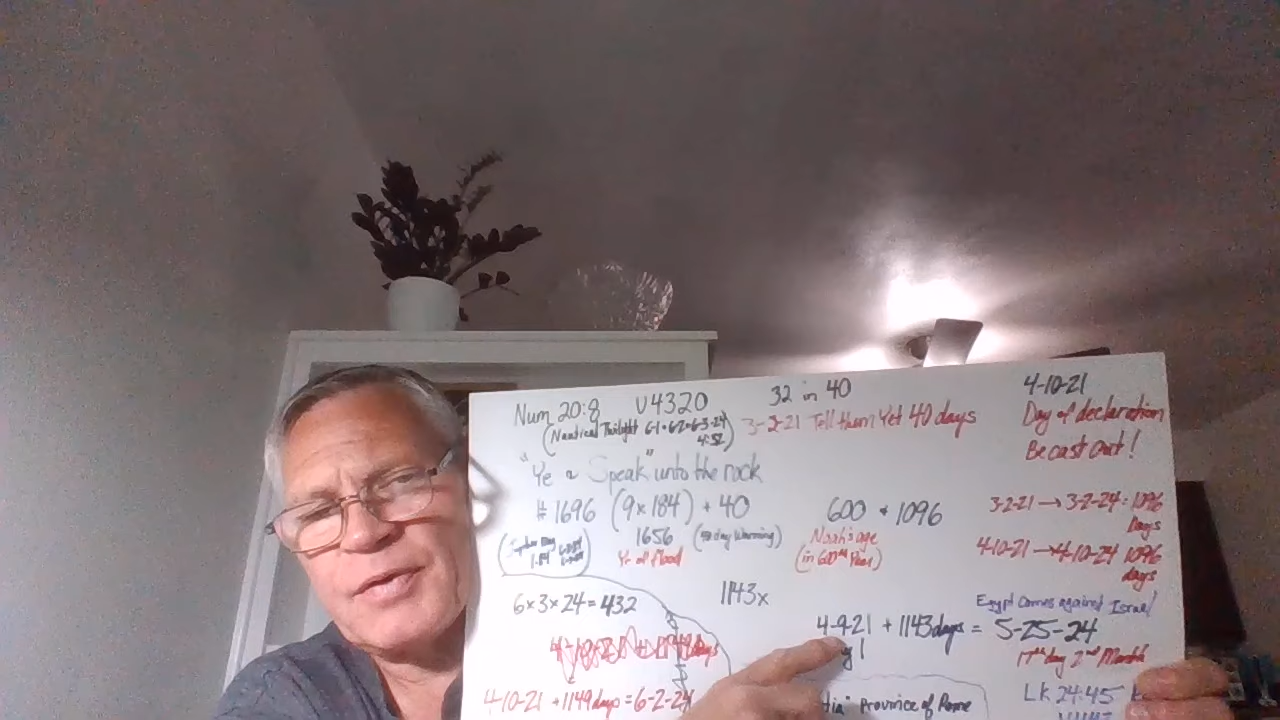 Num 20:8 V4320 32 in 40 4-10-21
(Nautical Twilight 6-1 • 6-2 • 6-3-24 4:52) 3-2-21 Tell them Yet 40 days Day of declaration
Be cast out!
"Ye Speak" unto the rock
#1696 (9x184) + 40 600 + 1096 3-2-21 → 3-2-24: 1096 Days
1656 (40 day Warning) Noah's age 4-10-21 → 4-10-24 1096 days
Yr of flood (in 600th Year)
6x3x24 = 432 1143x Egypt Comes against Israel
4-9-21 + 1143 days = 5-25-24
17th day 2nd Month
4-10-21 + 1149 days = 6-2-24 Province of Rome LK 24:45